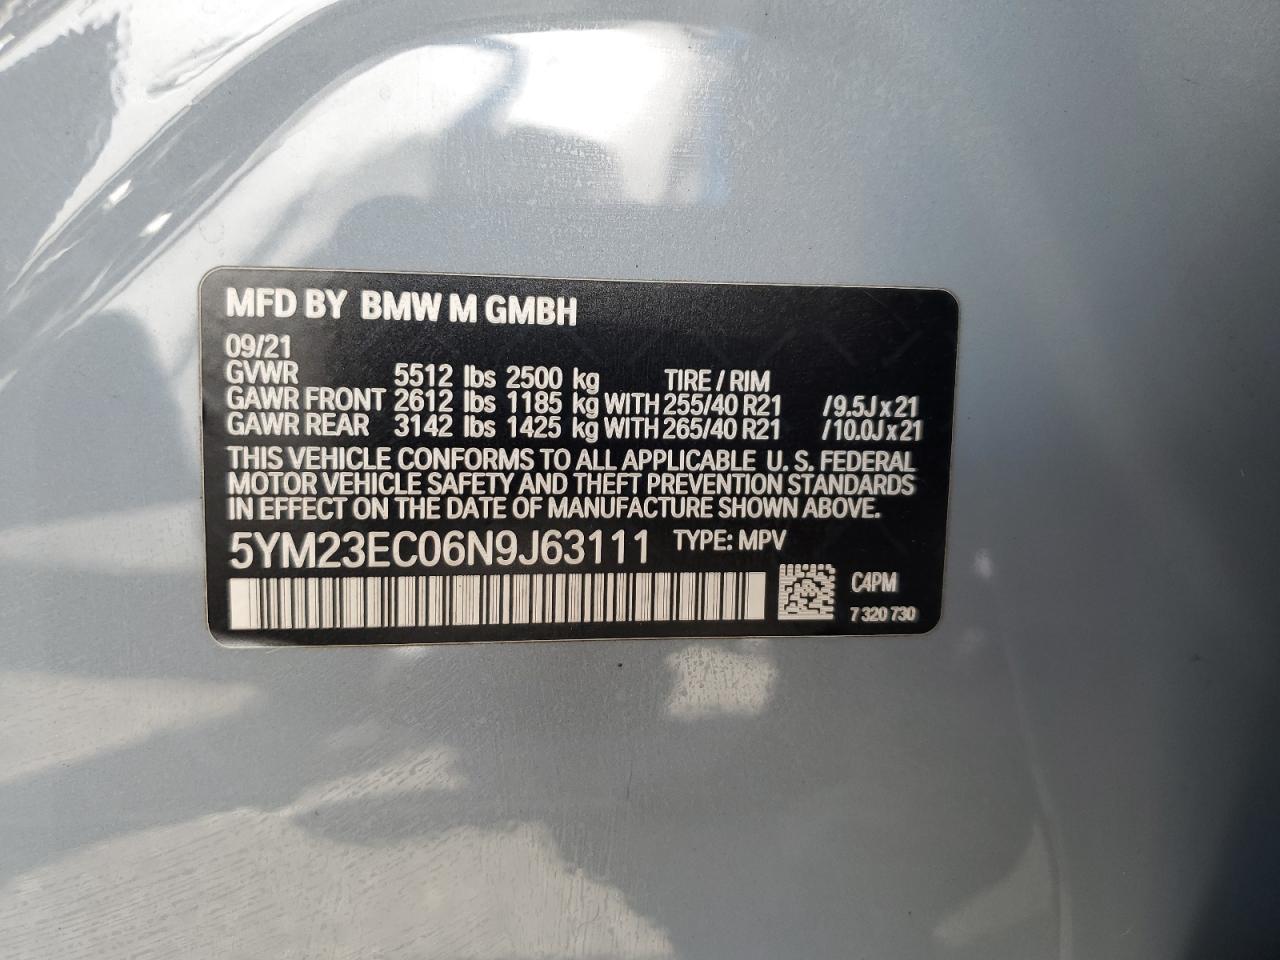 MFD BY BMW M GMBH
09/21
GVWR 5512 lbs 2500 kg TIRE / RIM
GAWR FRONT 2612 lbs 1185 kg WITH 255/40 R21 /9.5J x 21
GAWR REAR 3142 lbs 1425 kg WITH 265/40 R21 /10.0J x 21
THIS VEHICLE CONFORMS TO ALL APPLICABLE U. S. FEDERAL
MOTOR VEHICLE SAFETY AND THEFT PREVENTION STANDARDS
IN EFFECT ON THE DATE OF MANUFACTURE SHOWN ABOVE.
5YM23EC06N9J63111 TYPE: MPV
C4PM
7 320 730